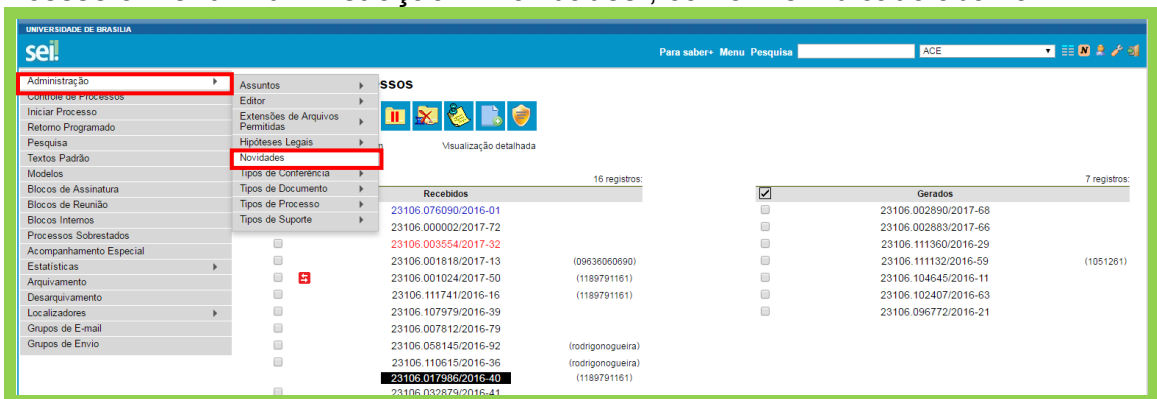 UNIVERSIDADE DE BRASILIA
sei!
Para saber+ Menu Pesquisa ACE
Administração
Controle de Processos
Iniciar Processo
Retorno Programado
Pesquisa
Textos Padrão
Modelos
Blocos de Assinatura
Blocos de Reunião
Blocos Internos
Processos Sobrestados
Acompanhamento Especial
Estatísticas
Arquivamento
Desarquivamento
Localizadores
Grupos de E-mail
Grupos de Envio
Assuntos
Editor
Extensões de Arquivos
Permitidas
Hipóteses Legais
Novidades
Tipos de Conferência
Tipos de Documento
Tipos de Processo
Tipos de Suporte
ssos
Visualização detalhada
16 registros:
Recebidos
23106.076090/2016-01
23106.000002/2017-72
23106.003554/2017-32
23106.001818/2017-13 (09636060690)
23106.001024/2017-50 (1189791161)
23106.111741/2016-16 (1189791161)
23106.107979/2016-39
23106.007812/2016-79
23106.058145/2016-92 (rodrigonogueira)
23106.110615/2016-36 (rodrigonogueira)
23106.017986/2016-40 (1189791161)
23106.032879/2016-41
7 registros:
Gerados
23106.002890/2017-68
23106.002883/2017-66
23106.111360/2016-29
23106.111132/2016-59 (1051261)
23106.104645/2016-11
23106.102407/2016-63
23106.096772/2016-21